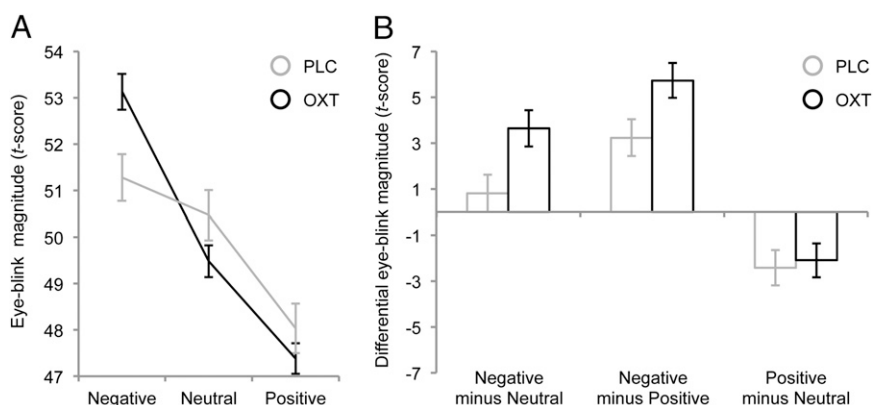 A
Eye-blink magnitude (t-score)
54
53
52
51
50
49
48
47
Negative
Neutral
Positive
PLC
OXT
B
Differential eye-blink magnitude (t-score)
7
5
3
1
-1
-3
-5
-7
PLC
OXT
Negative
minus Neutral
Negative
minus Positive
Positive
minus Neutral